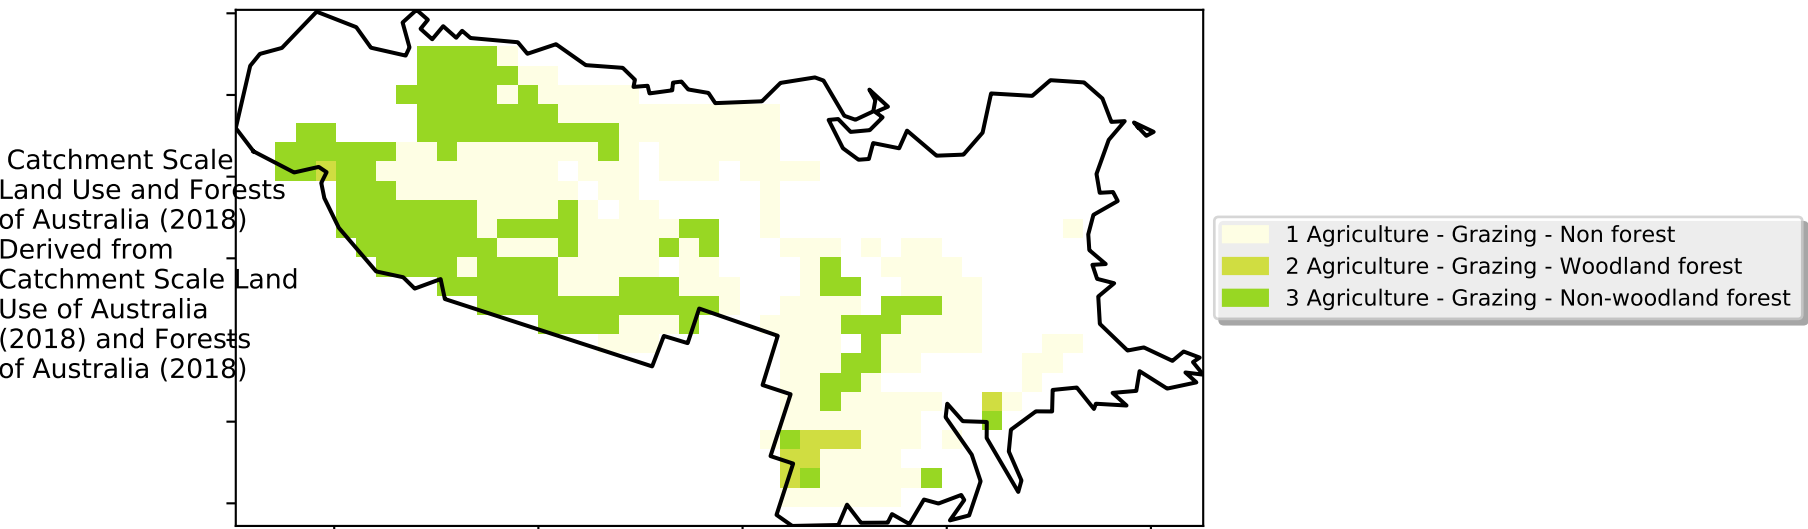 Catchment Scale
Land Use and Forests
of Australia (2018)
Derived from
Catchment Scale Land
Use of Australia
(2018) and Forests
of Australia (2018)
1 Agriculture - Grazing - Non forest
2 Agriculture - Grazing - Woodland forest
3 Agriculture - Grazing - Non-woodland forest